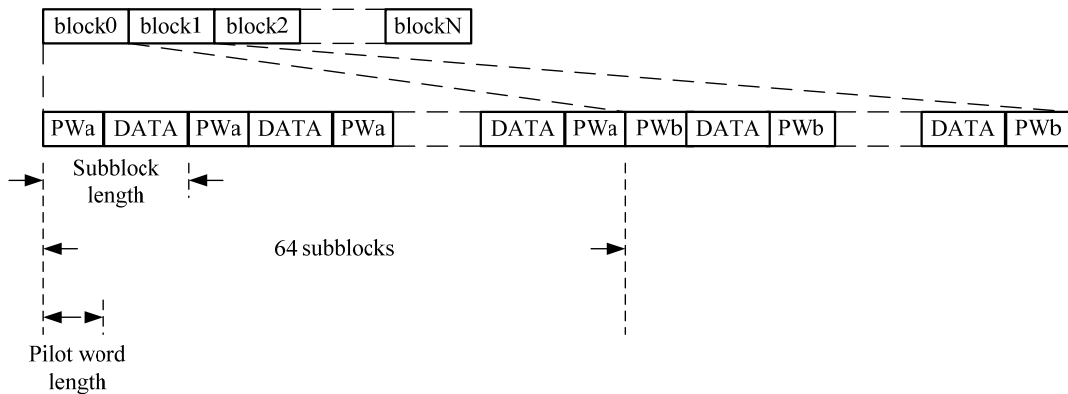 block0 block1 block2 blockN
PWa DATA PWa DATA PWa DATA PWa PWb DATA PWb DATA PWb
Subblock
length
64 subblocks
Pilot word
length